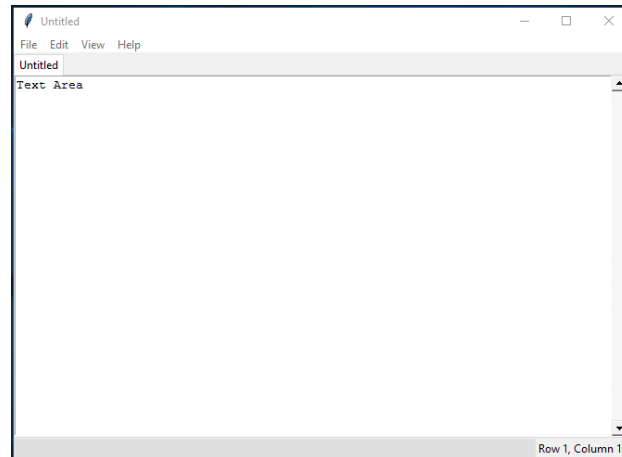 Untitled
File Edit View Help
Untitled
Text Area
Row 1, Column 1